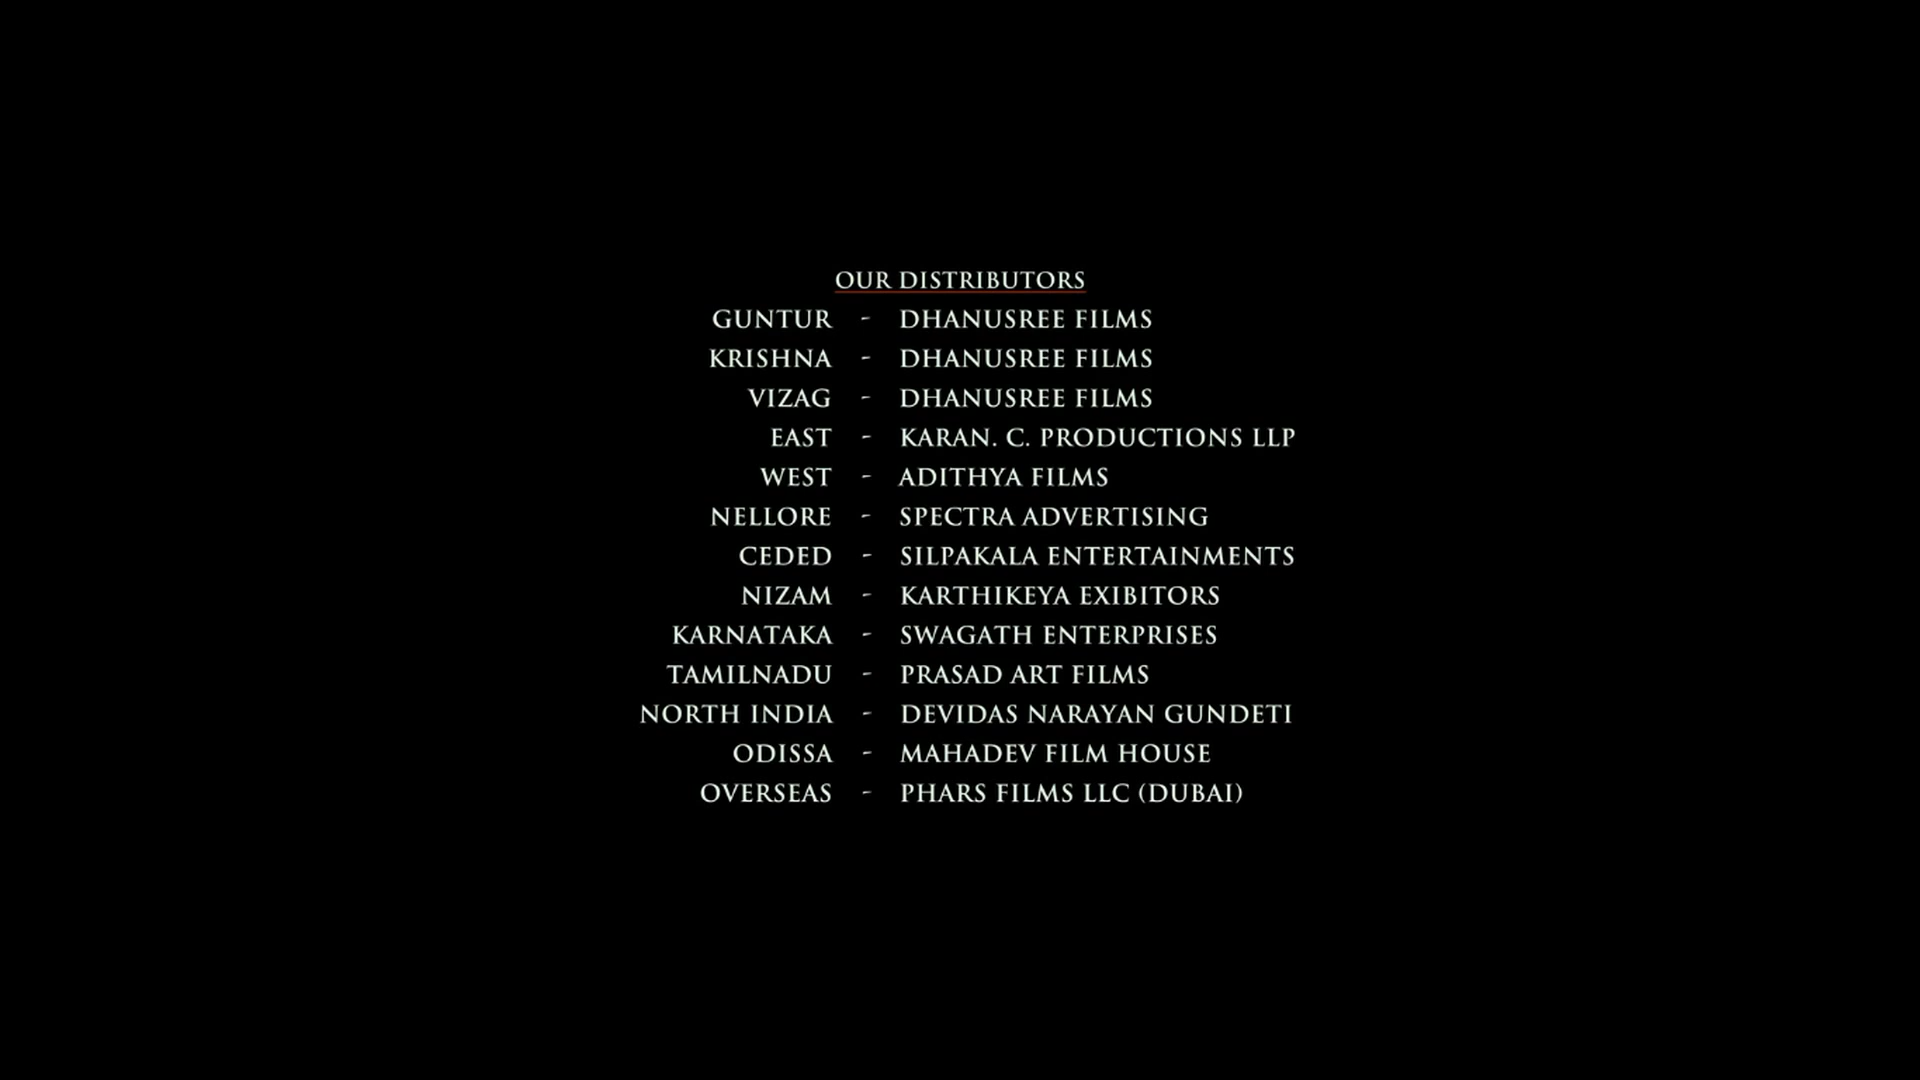 OUR DISTRIBUTORS
GUNTUR - DHANUSREE FILMS
KRISHNA - DHANUSREE FILMS
VIZAG - DHANUSREE FILMS
EAST - KARAN. C. PRODUCTIONS LLP
WEST - ADITHYA FILMS
NELLORE - SPECTRA ADVERTISING
CEDED - SILPAKALA ENTERTAINMENTS
NIZAM - KARTHIKEYA EXIBITORS
KARNATAKA - SWAGATH ENTERPRISES
TAMILNADU - PRASAD ART FILMS
NORTH INDIA - DEVIDAS NARAYAN GUNDETI
ODISSA - MAHADEV FILM HOUSE
OVERSEAS - PHARS FILMS LLC (DUBAI)